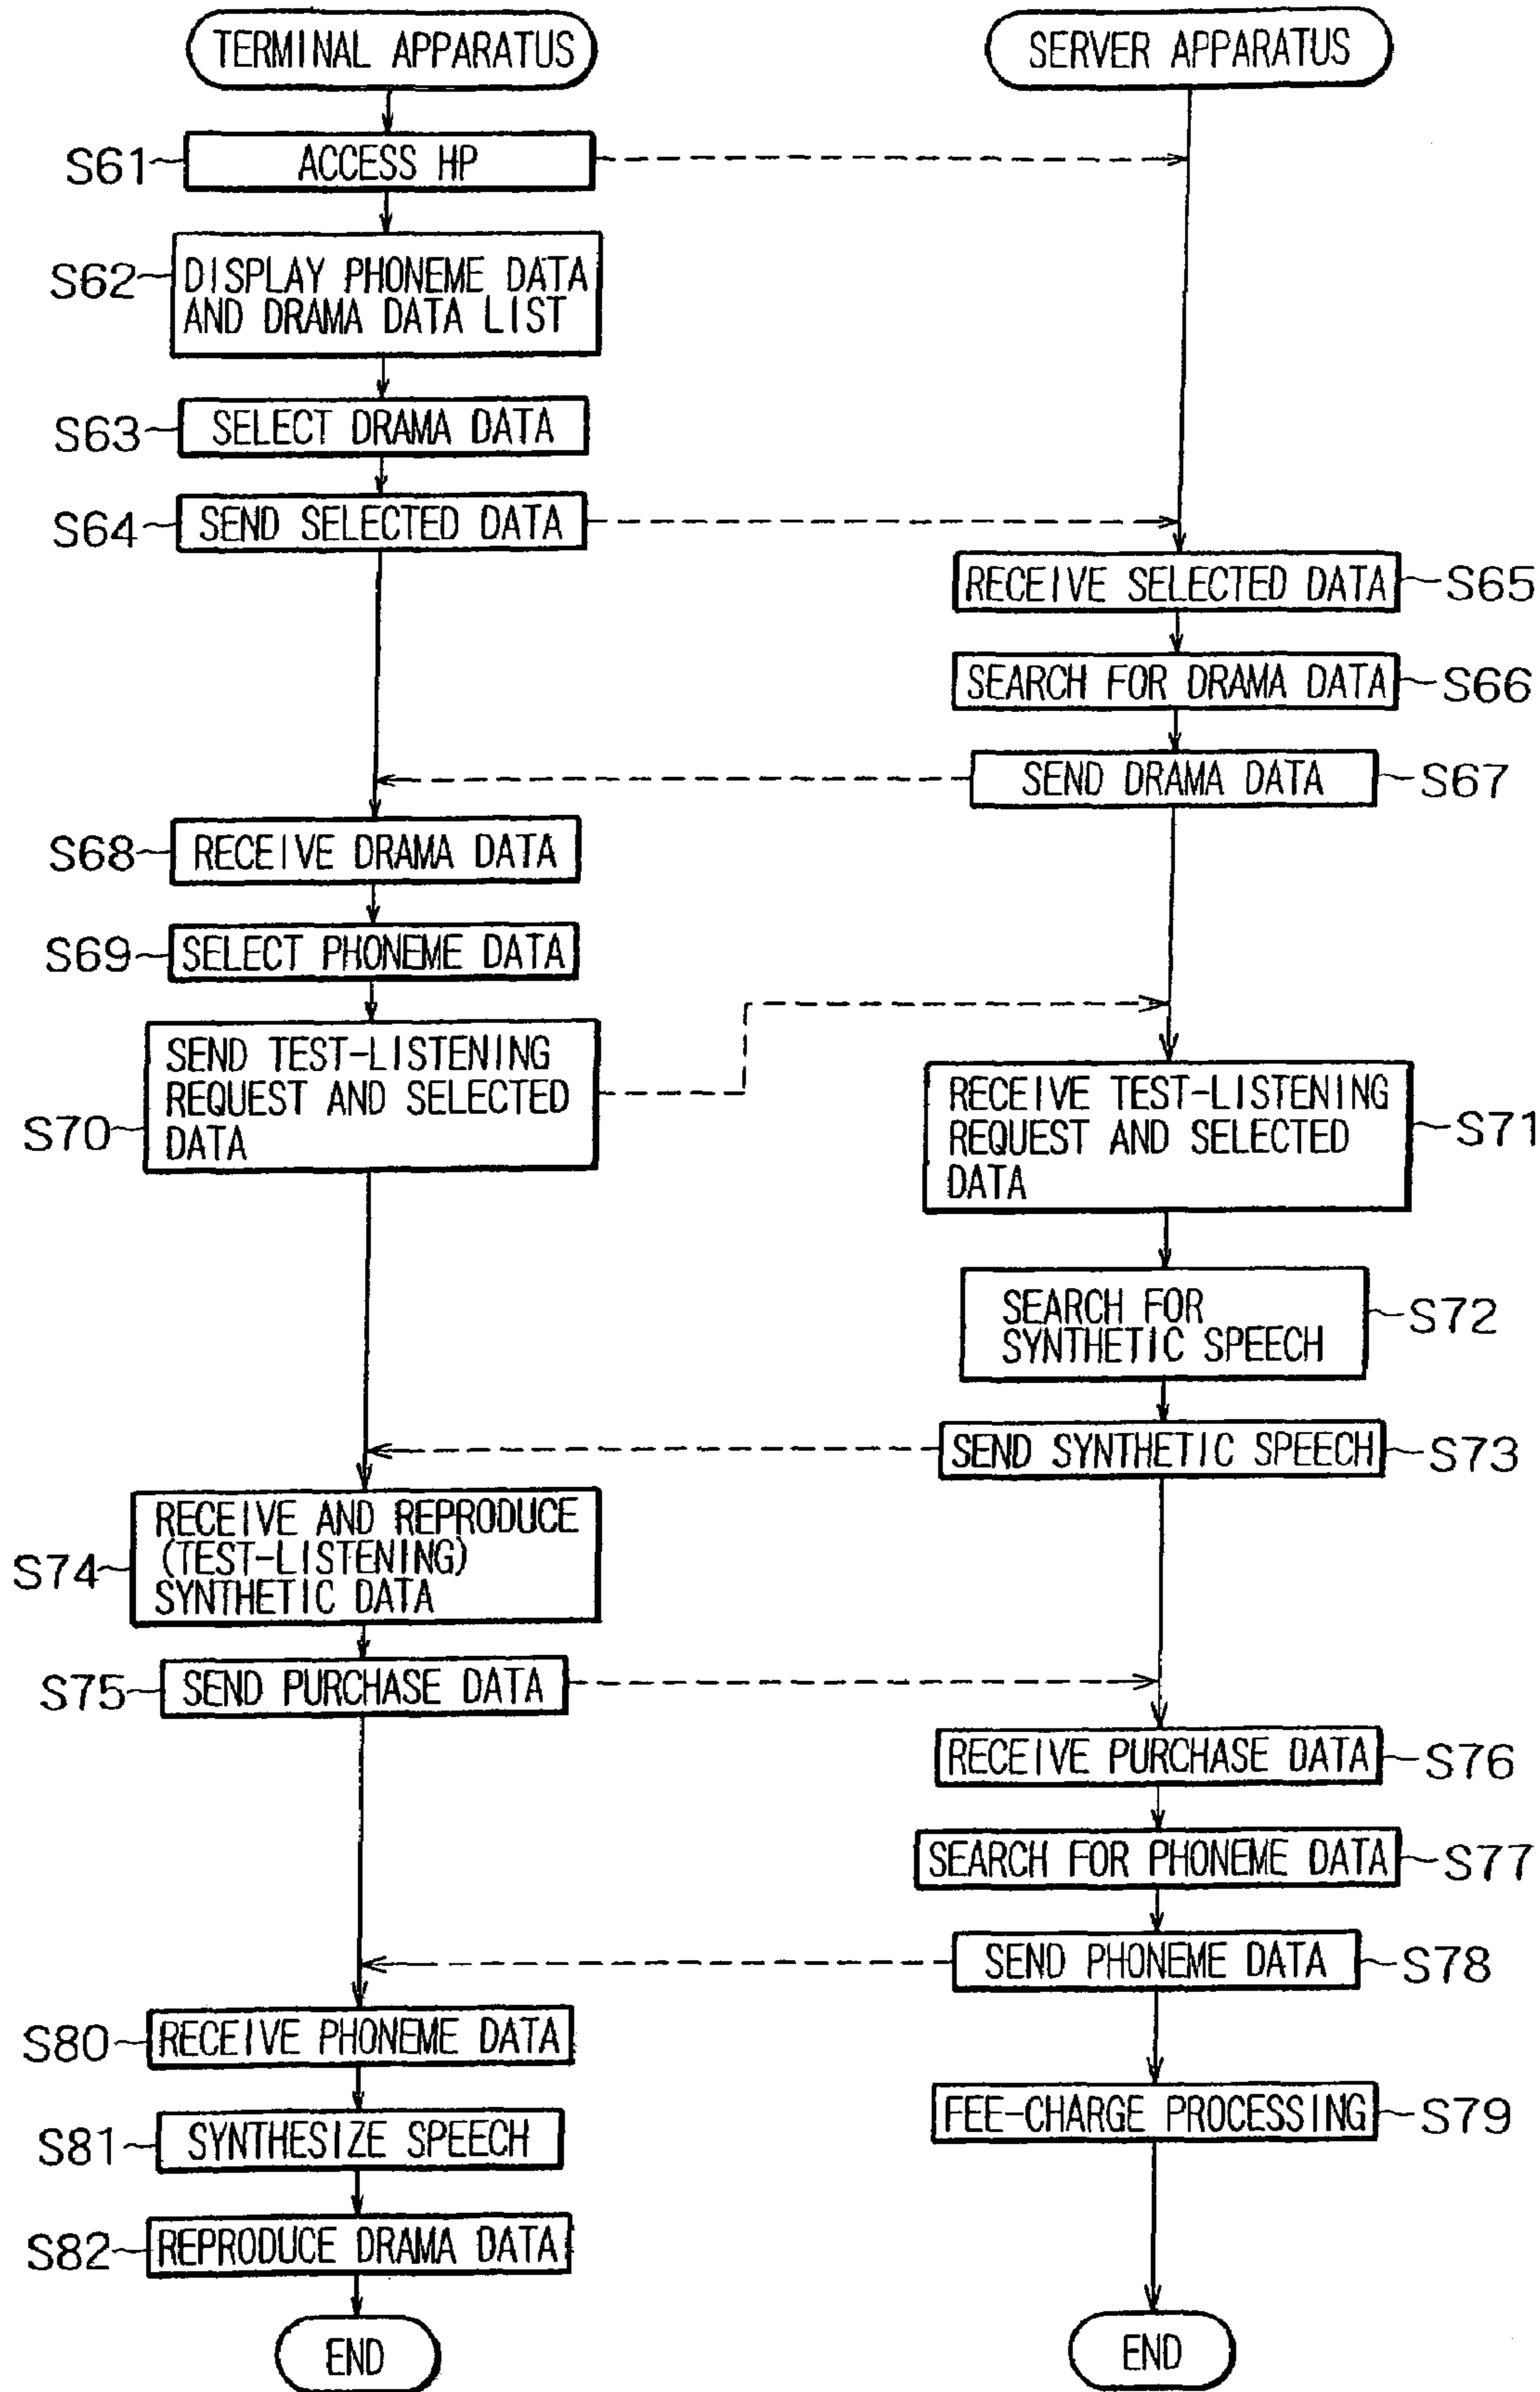 TERMINAL APPARATUS
SERVER APPARATUS
S61
ACCESS HP
S62
DISPLAY PHONEME DATA
AND DRAMA DATA LIST
S63
SELECT DRAMA DATA
S64
SEND SELECTED DATA
RECEIVE SELECTED DATA
S65
SEARCH FOR DRAMA DATA
S66
SEND DRAMA DATA
S67
S68
RECEIVE DRAMA DATA
S69
SELECT PHONEME DATA
S70
SEND TEST-LISTENING
REQUEST AND SELECTED
DATA
RECEIVE TEST-LISTENING
REQUEST AND SELECTED
DATA
S71
SEARCH FOR
SYNTHETIC SPEECH
S72
SEND SYNTHETIC SPEECH
S73
S74
RECEIVE AND REPRODUCE
(TEST-LISTENING)
SYNTHETIC DATA
S75
SEND PURCHASE DATA
RECEIVE PURCHASE DATA
S76
SEARCH FOR PHONEME DATA
S77
SEND PHONEME DATA
S78
S80
RECEIVE PHONEME DATA
FEE-CHARGE PROCESSING
S79
S81
SYNTHESIZE SPEECH
S82
REPRODUCE DRAMA DATA
END
END